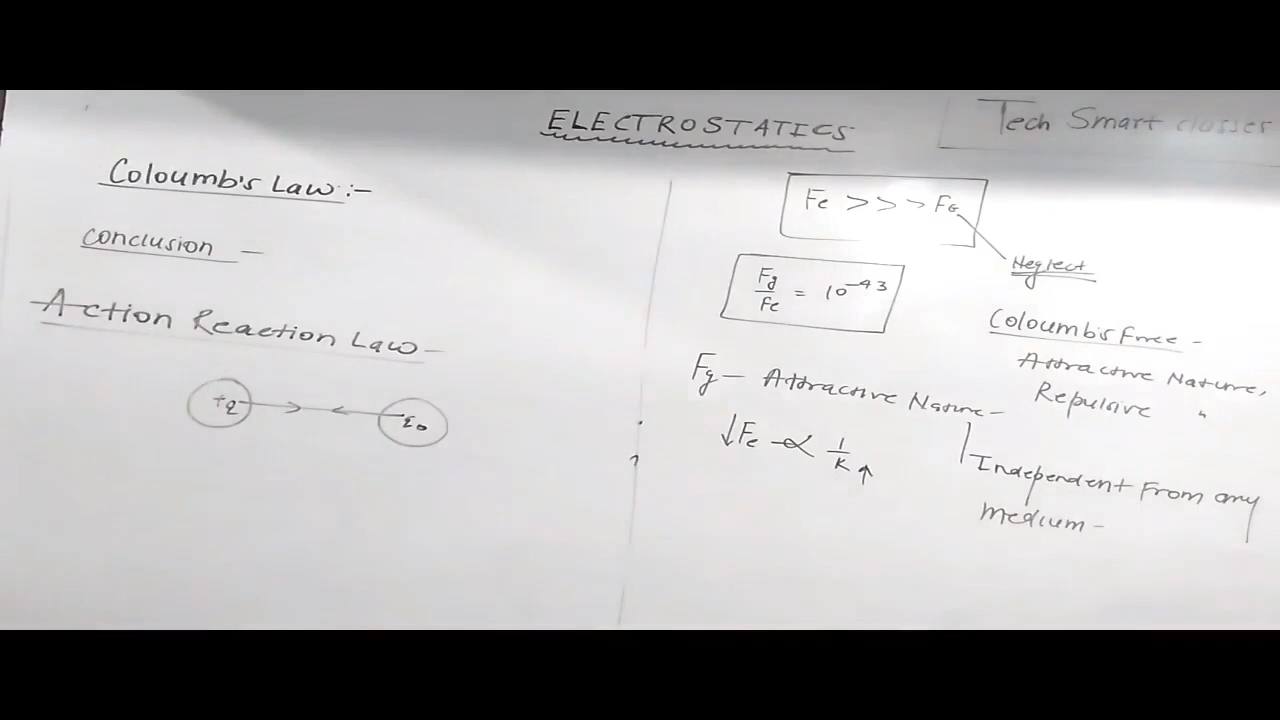 ELECTROSTATICS
Tech Smart classes
Coloumb's Law :-
conclusion -
Action Reaction Law -
+q
q0
Fe >>> FG
Neglect
Fg/Fe = 10^-43
Coloumb's Force -
Attractive Nature,
Repulsive "
Fg - Attractive Nature -
↓Fe ∝ 1/K↑
Independent From any
medium -